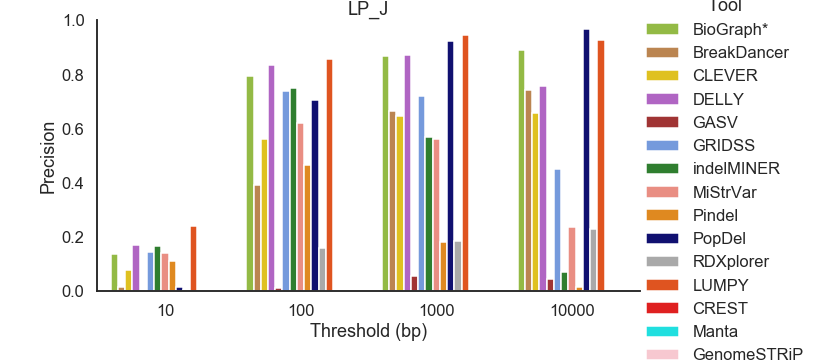 LP_J
Tool
1.0
0.8
0.6
0.4
0.2
0.0
Precision
10
100
1000
10000
Threshold (bp)
BioGraph*
BreakDancer
CLEVER
DELLY
GASV
GRIDSS
indelMINER
MiStrVar
Pindel
PopDel
RDXplorer
LUMPY
CREST
Manta
GenomeSTRiP